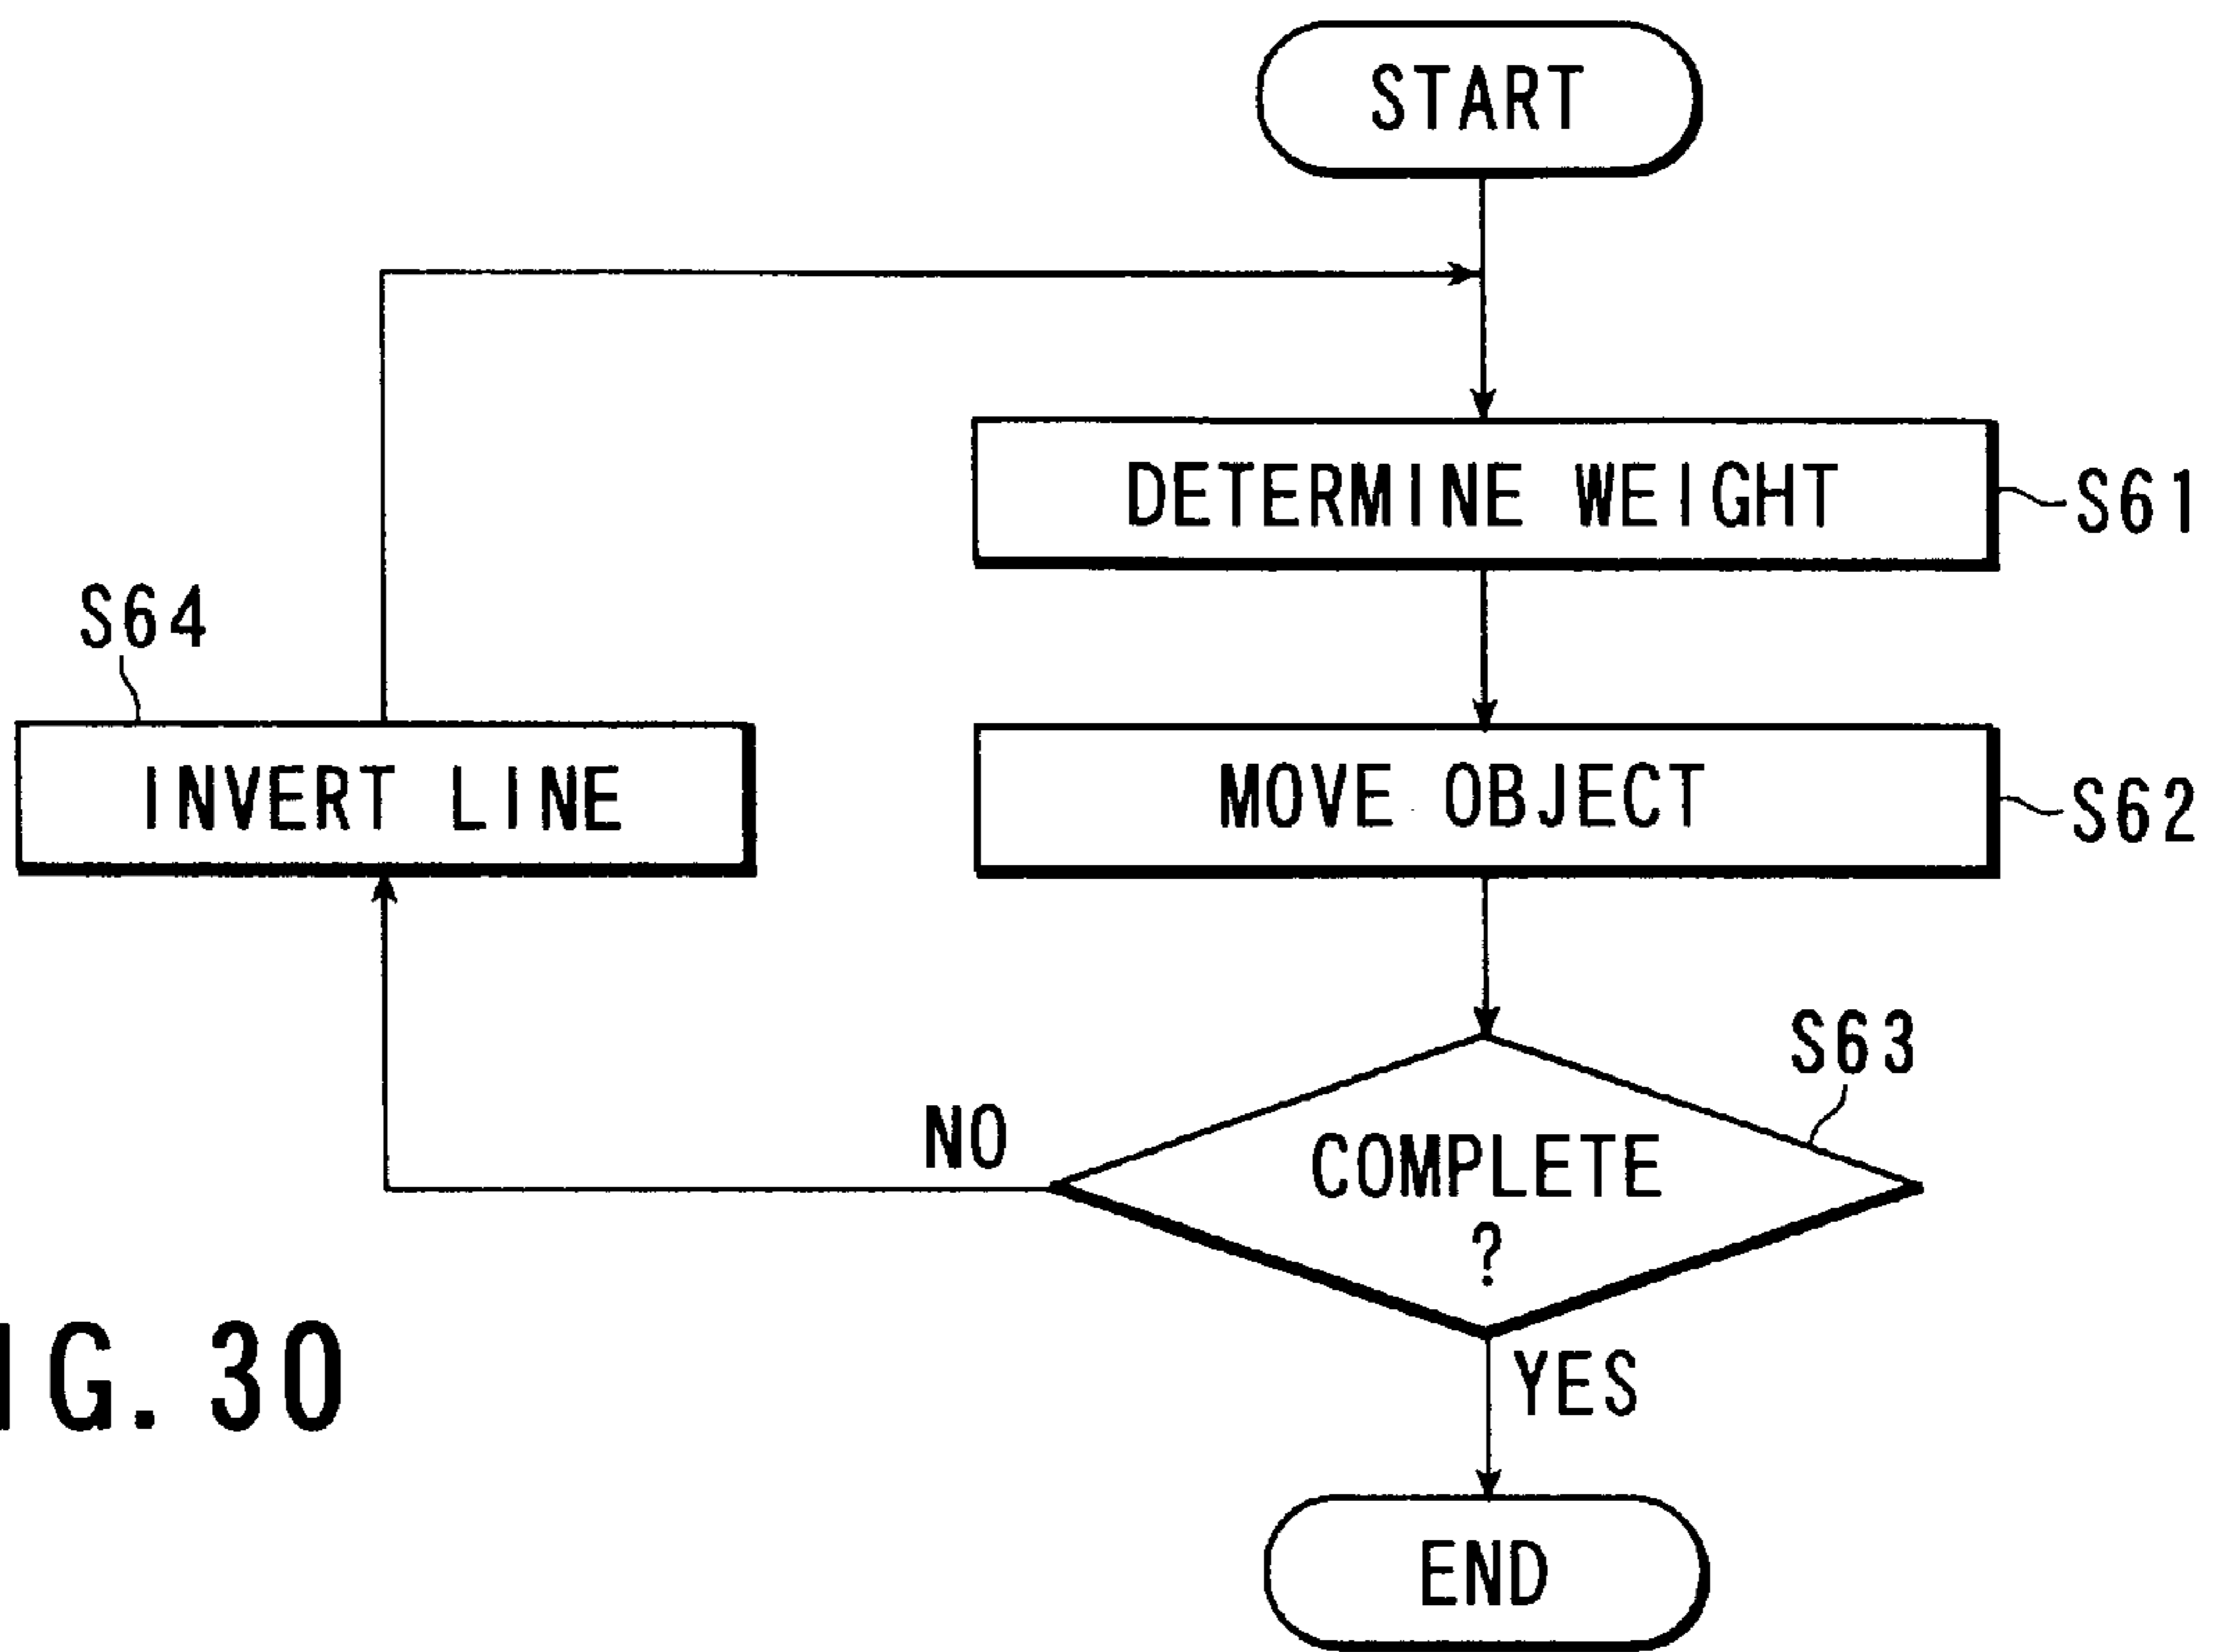 START
DETERMINE WEIGHT
S61
S64
INVERT LINE
MOVE OBJECT
S62
S63
NO
COMPLETE
?
YES
IG. 30
END